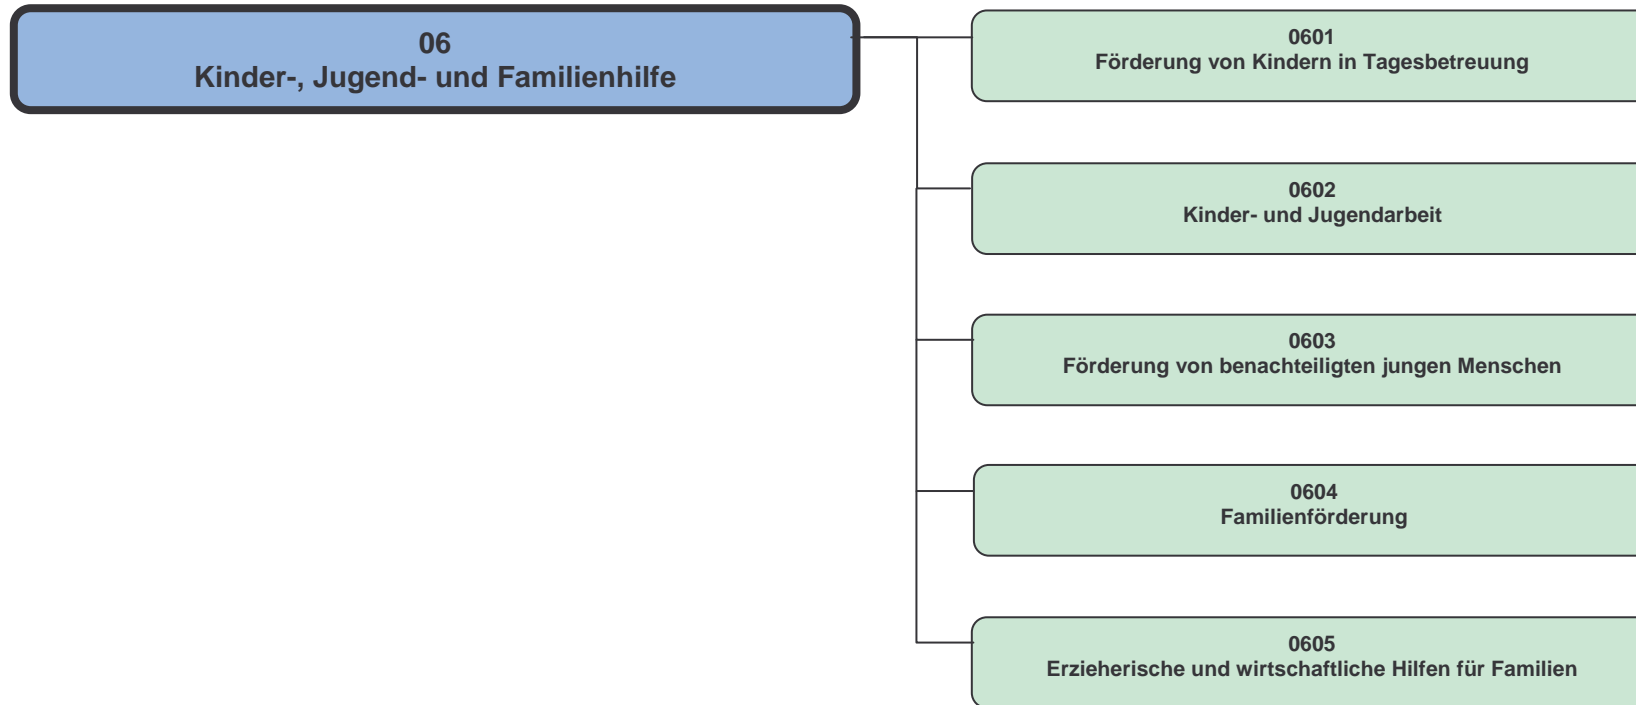 06
Kinder-, Jugend- und Familienhilfe
0601
Förderung von Kindern in Tagesbetreuung
0602
Kinder- und Jugendarbeit
0603
Förderung von benachteiligten jungen Menschen
0604
Familienförderung
0605
Erzieherische und wirtschaftliche Hilfen für Familien